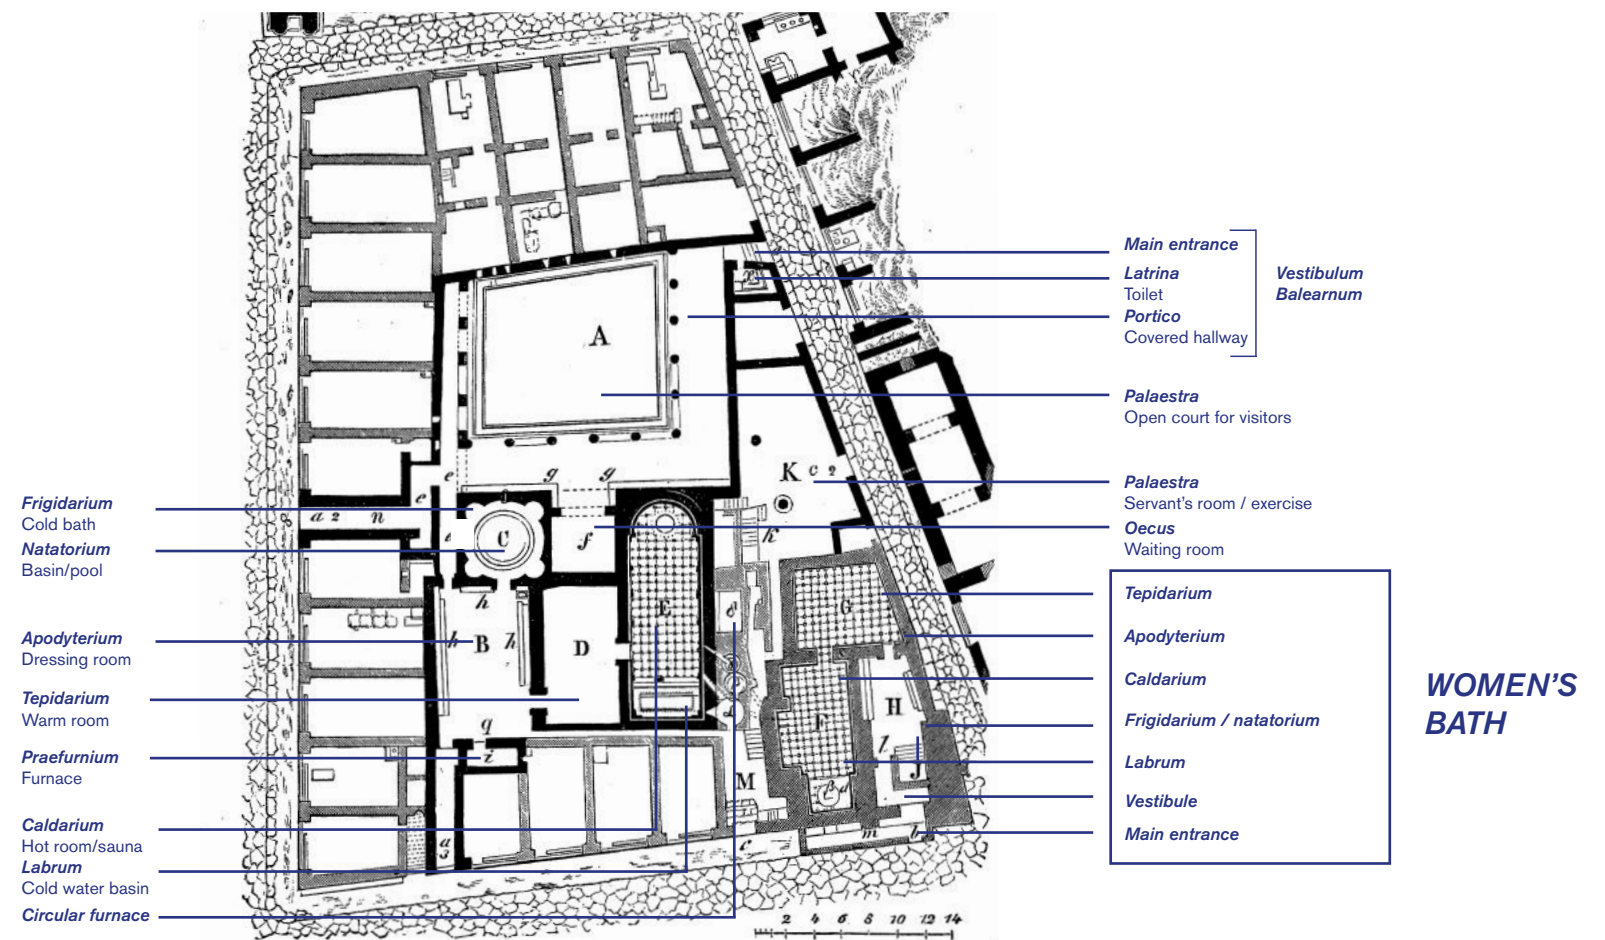 Main entrance
Latrina
Toilet
Portico
Covered hallway
Vestibulum
Balearnum
Palaestra
Open court for visitors
Palaestra
Servant's room / exercise
Oecus
Waiting room
Tepidarium
Apodyterium
Caldarium
Frigidarium / natatorium
Labrum
Vestibule
Main entrance
WOMEN'S
BATH
Frigidarium
Cold bath
Natatorium
Basin/pool
Apodyterium
Dressing room
Tepidarium
Warm room
Praefurnium
Furnace
Caldarium
Hot room/sauna
Labrum
Cold water basin
Circular furnace
A
x
K c 2
e
g g
e
a 2 n
e
C
f
k
h
E
G
h B h
D
H
F
q
i
l
J
M
d
a
3
c
m b
2 4 6 8 10 12 14